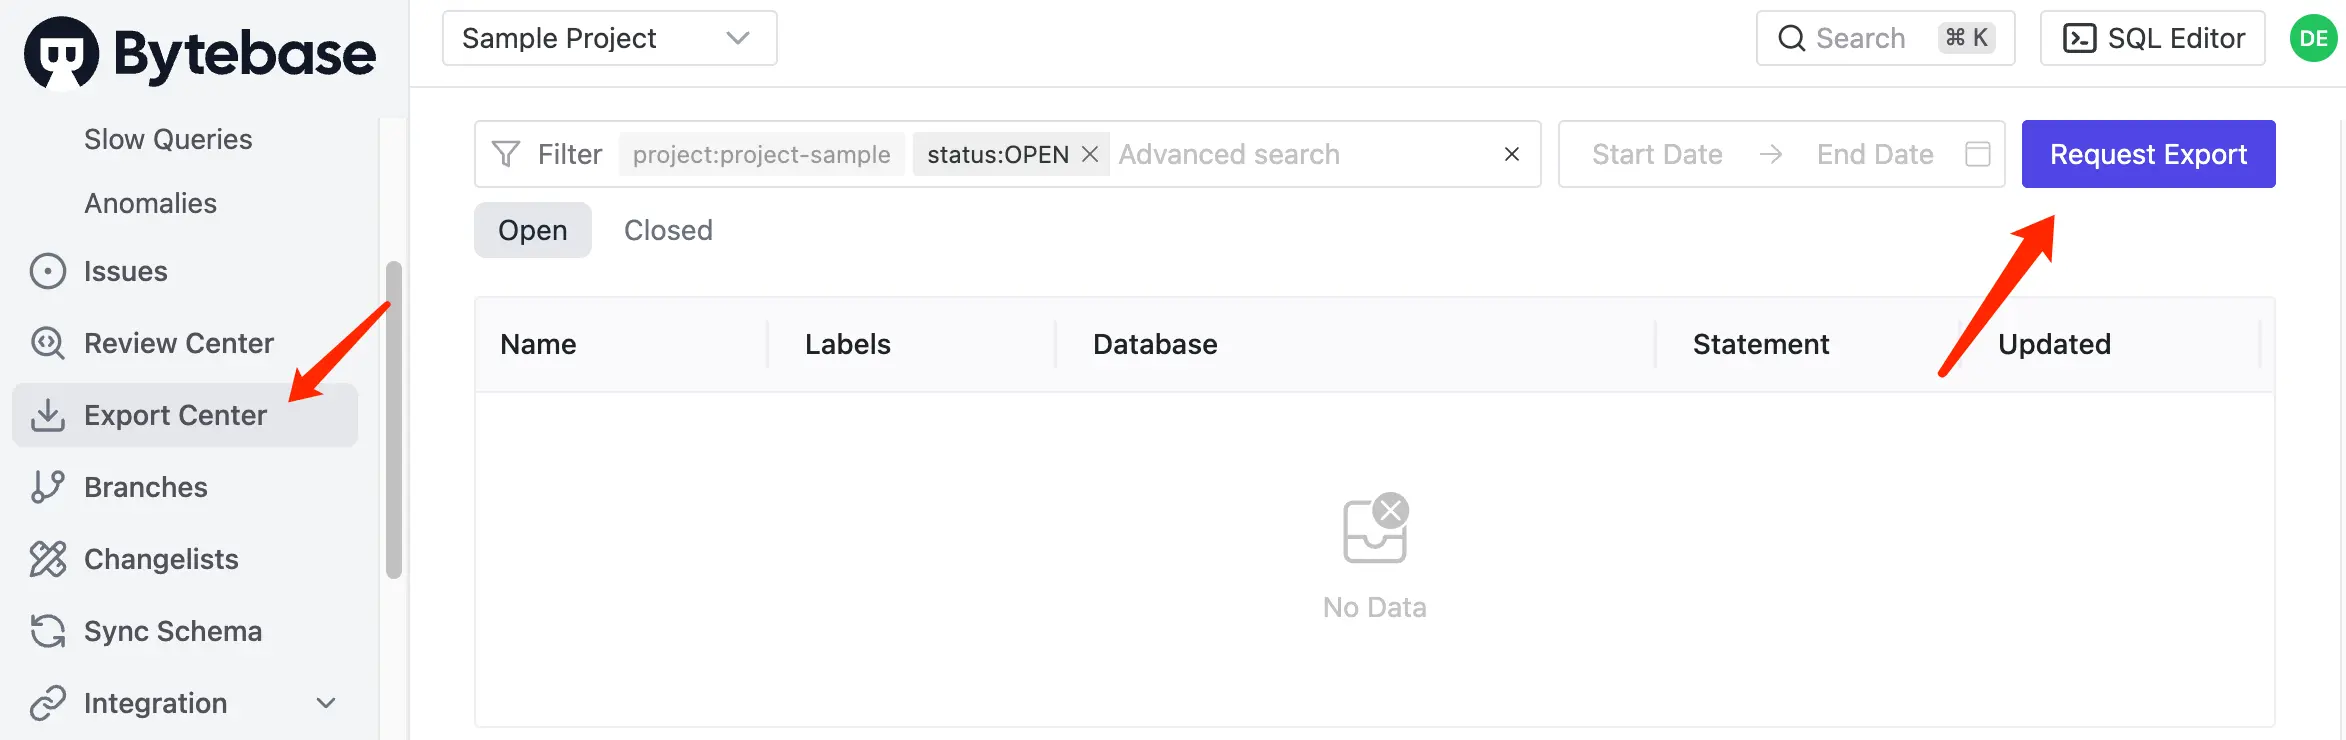 Bytebase
Slow Queries
Anomalies
Issues
Review Center
Export Center
Branches
Changelists
Sync Schema
Integration
Sample Project
Search ⌘ K
SQL Editor
DE
Filter project:project-sample status:OPEN Advanced search
Start Date → End Date
Request Export
Open Closed
Name Labels Database Statement Updated
No Data